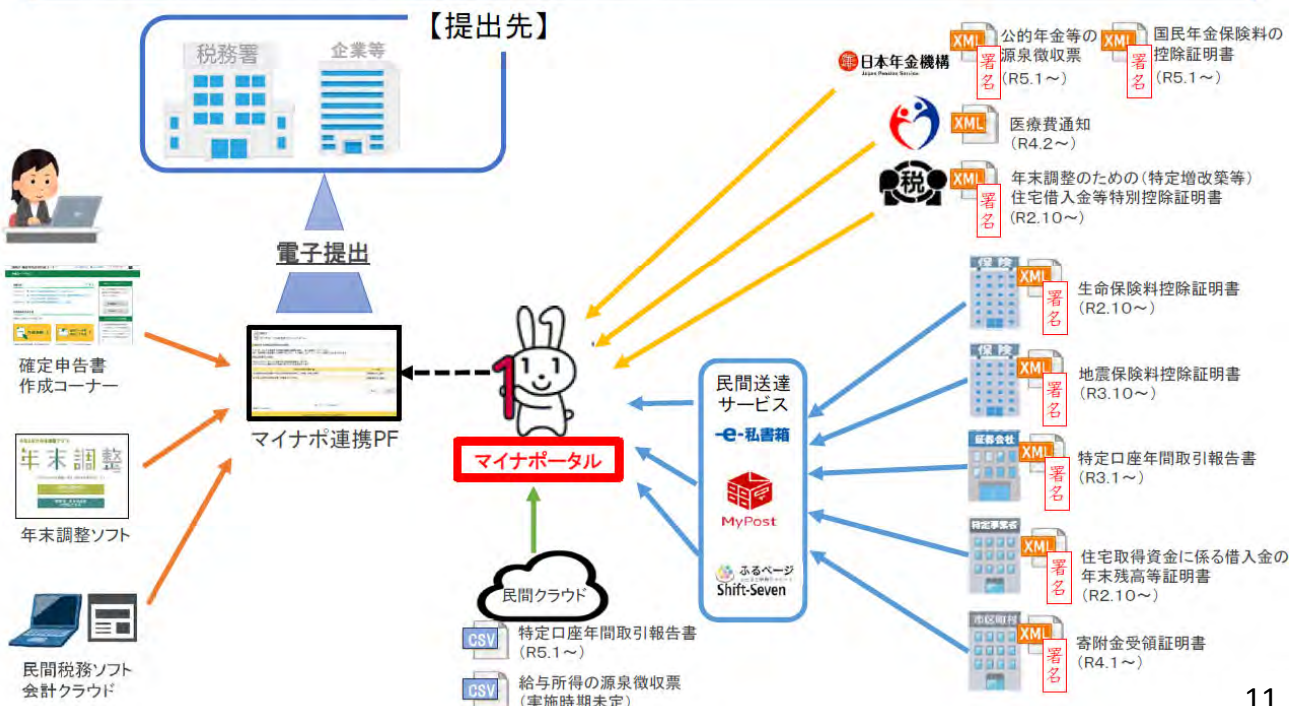 【提出先】
税務署
企業等
電子提出
確定申告書
作成コーナー
年末調整
年末調整ソフト
民間税務ソフト
会計クラウド
マイナポ連携PF
1
マイナポータル
民間クラウド
CSV
特定口座年間取引報告書
(R5.1～)
CSV
給与所得の源泉徴収票
(実施時期未定)
民間送達
サービス
-e-私書箱
MyPost
ふるページ
Shift-Seven
年 日本年金機構
Japan Pension Service
XML
署名
公的年金等の
源泉徴収票
(R5.1～)
XML
署名
国民年金保険料の
控除証明書
(R5.1～)
XML
医療費通知
(R4.2～)
税
XML
署名
年末調整のための(特定増改築等)
住宅借入金等特別控除証明書
(R2.10～)
保険
XML
署名
生命保険料控除証明書
(R2.10～)
保険
XML
署名
地震保険料控除証明書
(R3.10～)
証券会社
XML
署名
特定口座年間取引報告書
(R3.1～)
特定事業者
XML
署名
住宅取得資金に係る借入金の
年末残高等証明書
(R2.10～)
市区町村
XML
署名
寄附金受領証明書
(R4.1～)
11